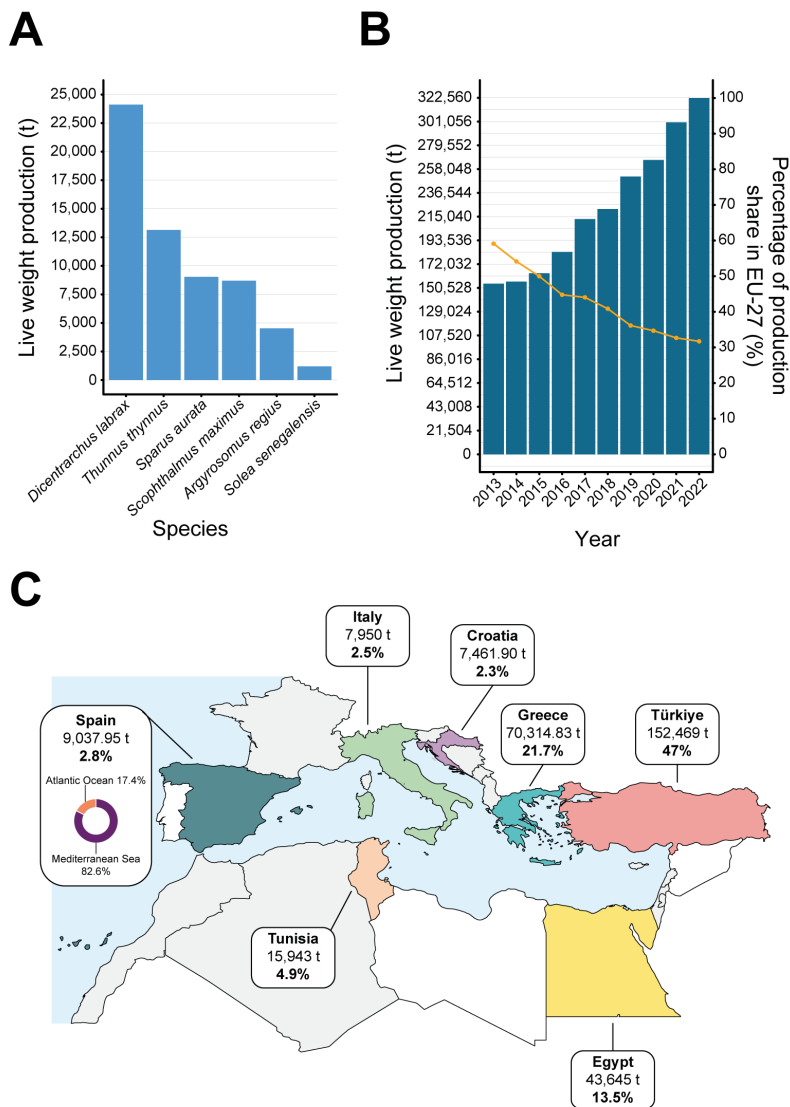 A
Live weight production (t)
25,000
22,500
20,000
17,500
15,000
12,500
10,000
7,500
5,000
2,500
0
Dicentrarchus labrax
Thunnus thynnus
Sparus aurata
Scophthalmus maximus
Argyrosomus regius
Solea senegalensis
Species
B
Live weight production (t)
322,560
301,056
279,552
258,048
236,544
215,040
193,536
172,032
150,528
129,024
107,520
86,016
64,512
43,008
21,504
0
100
90
80
70
60
50
40
30
20
10
0
Percentage of production
share in EU-27 (%)
2013
2014
2015
2016
2017
2018
2019
2020
2021
2022
Year
C
Italy
7,950 t
2.5%
Croatia
7,461.90 t
2.3%
Spain
9,037.95 t
2.8%
Atlantic Ocean 17.4%
Mediterranean Sea
82.6%
Greece
70,314.83 t
21.7%
Türkiye
152,469 t
47%
Tunisia
15,943 t
4.9%
Egypt
43,645 t
13.5%